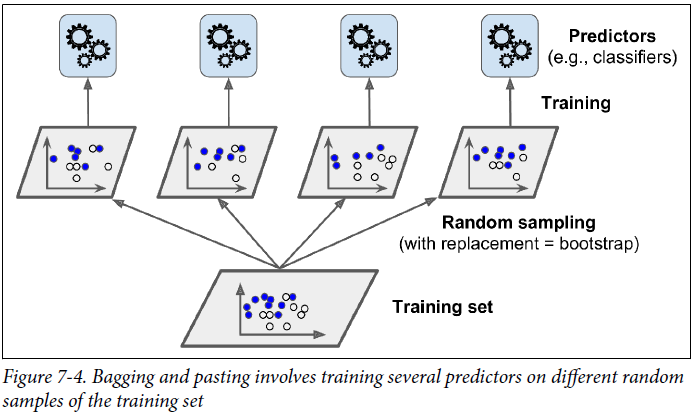 Predictors
(e.g., classifiers)
Training
Random sampling
(with replacement = bootstrap)
Training set
Figure 7-4. Bagging and pasting involves training several predictors on different random
samples of the training set